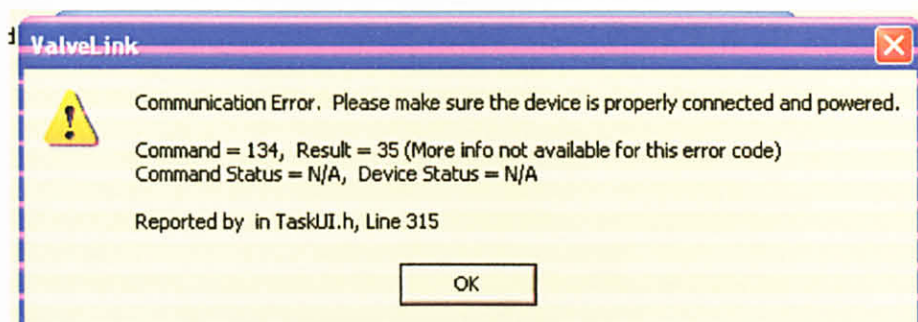 d
ValveLink
Communication Error.  Please make sure the device is properly connected and powered.
Command = 134,  Result = 35 (More info not available for this error code)
Command Status = N/A,  Device Status = N/A
Reported by  in TaskUI.h, Line 315
OK